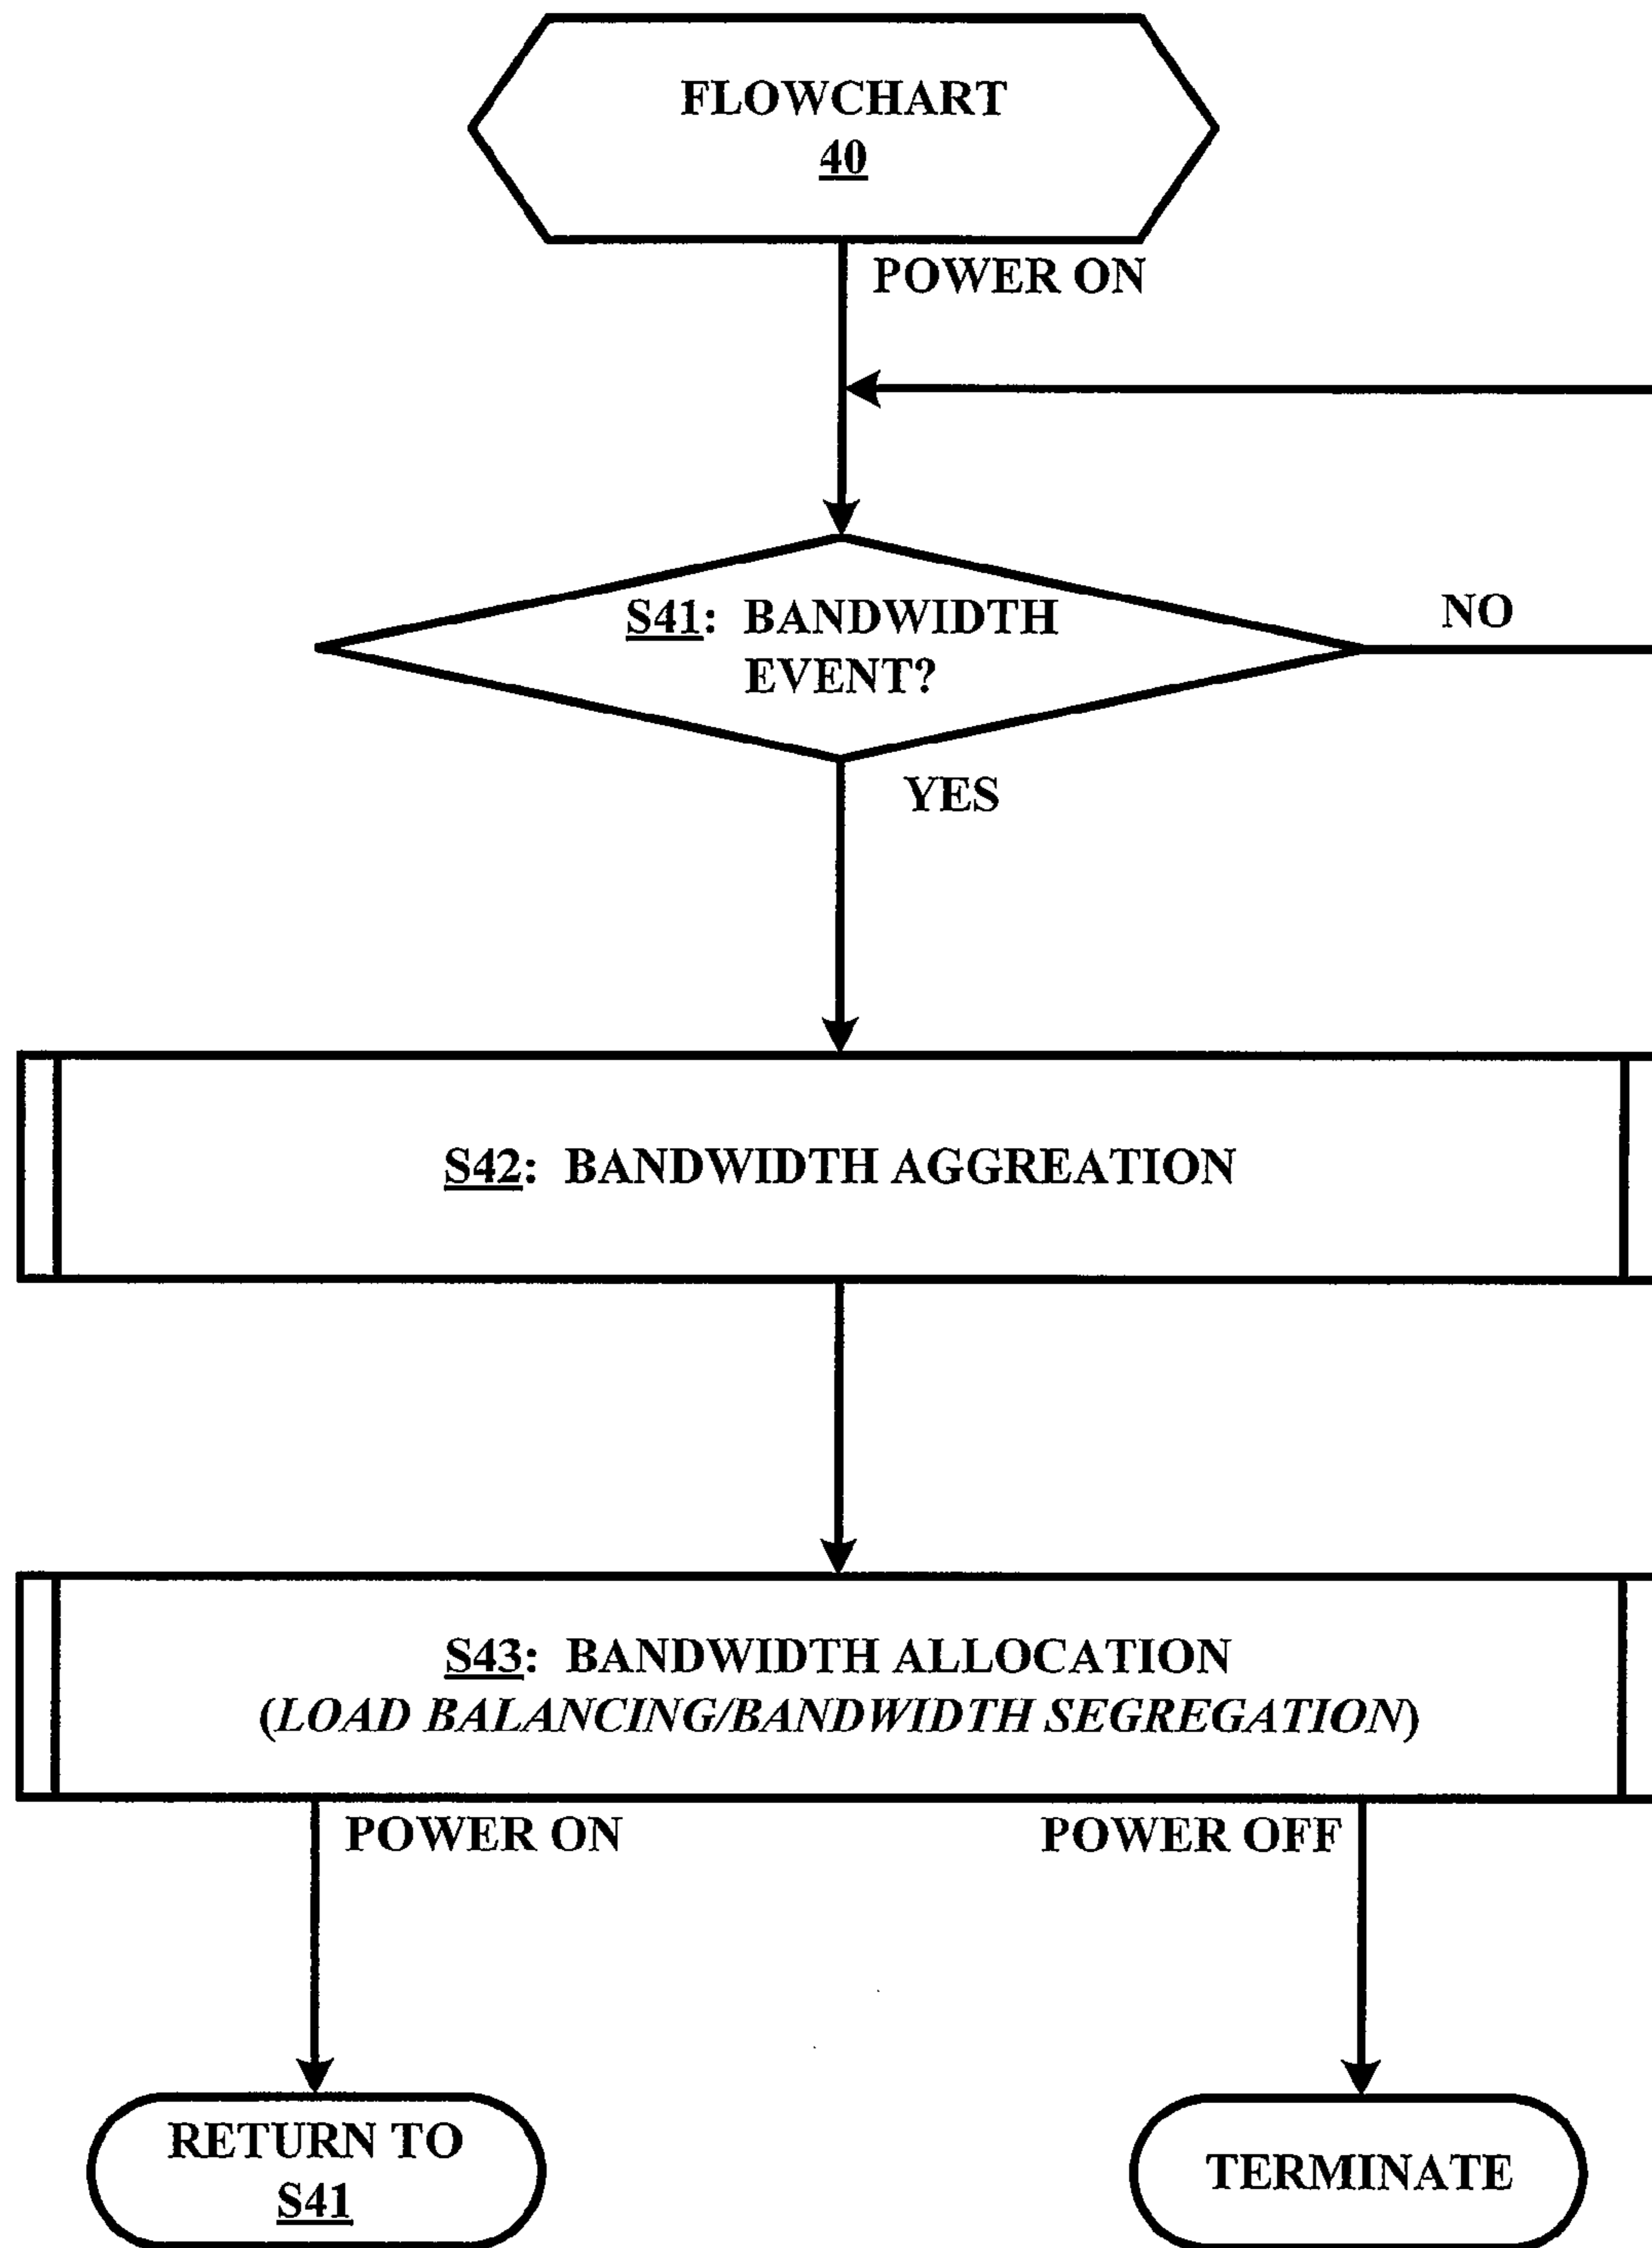 FLOWCHART
40
POWER ON
S41: BANDWIDTH
EVENT?
NO
YES
S42: BANDWIDTH AGGREATION
S43: BANDWIDTH ALLOCATION
(LOAD BALANCING/BANDWIDTH SEGREGATION)
POWER ON
POWER OFF
RETURN TO
S41
TERMINATE